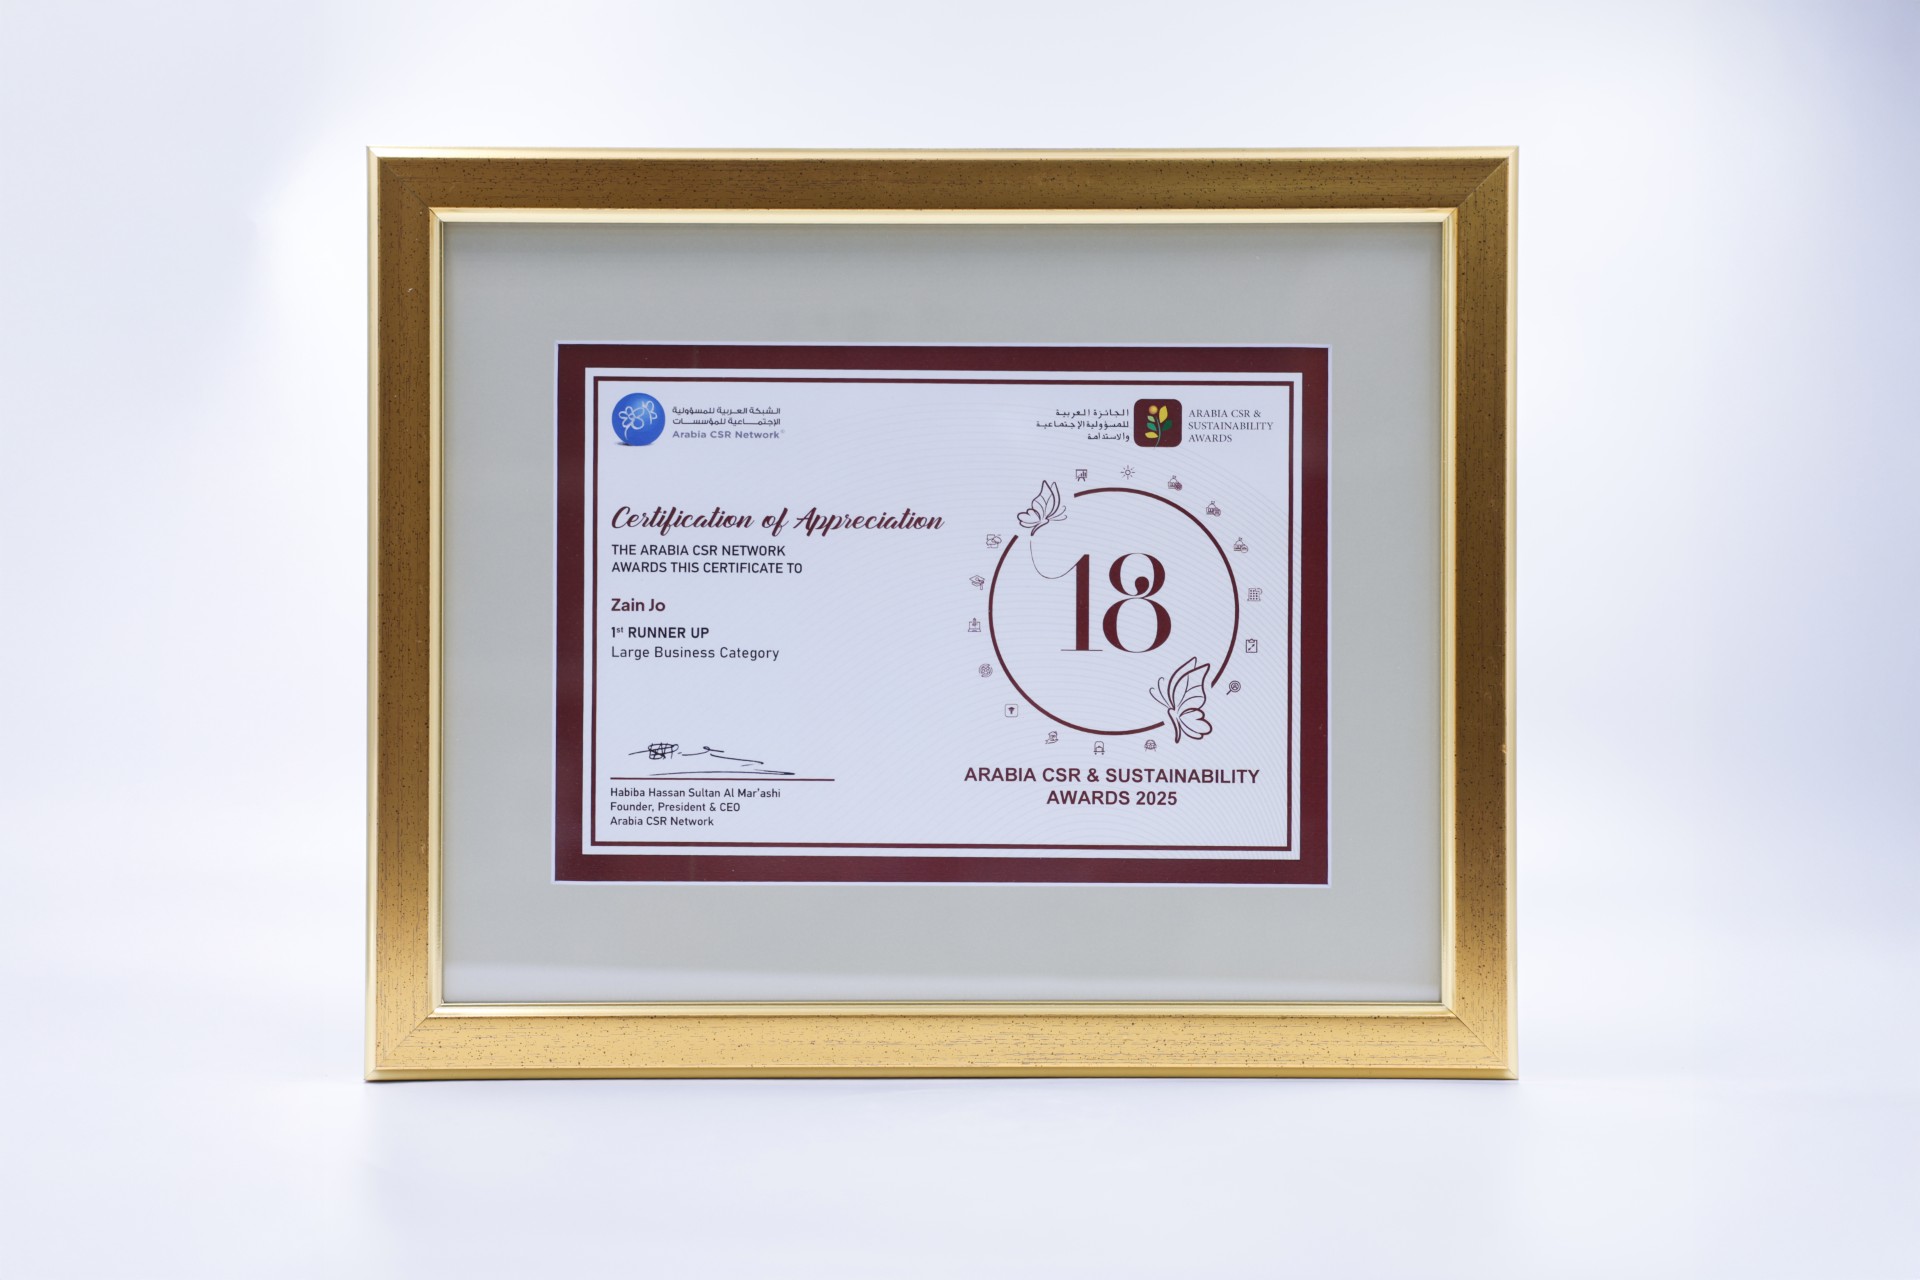 الشبكة العربية للمسؤولية
الإجتمـــاعية للمؤسســـات
Arabia CSR Network©
الجائزة العربية
للمسؤولية الإجتماعية
والاستدامة
ARABIA CSR &
SUSTAINABILITY
AWARDS
Certification of Appreciation
THE ARABIA CSR NETWORK
AWARDS THIS CERTIFICATE TO
Zain Jo
1st RUNNER UP
Large Business Category
18
Habiba Hassan Sultan Al Mar'ashi
Founder, President & CEO
Arabia CSR Network
ARABIA CSR & SUSTAINABILITY
AWARDS 2025